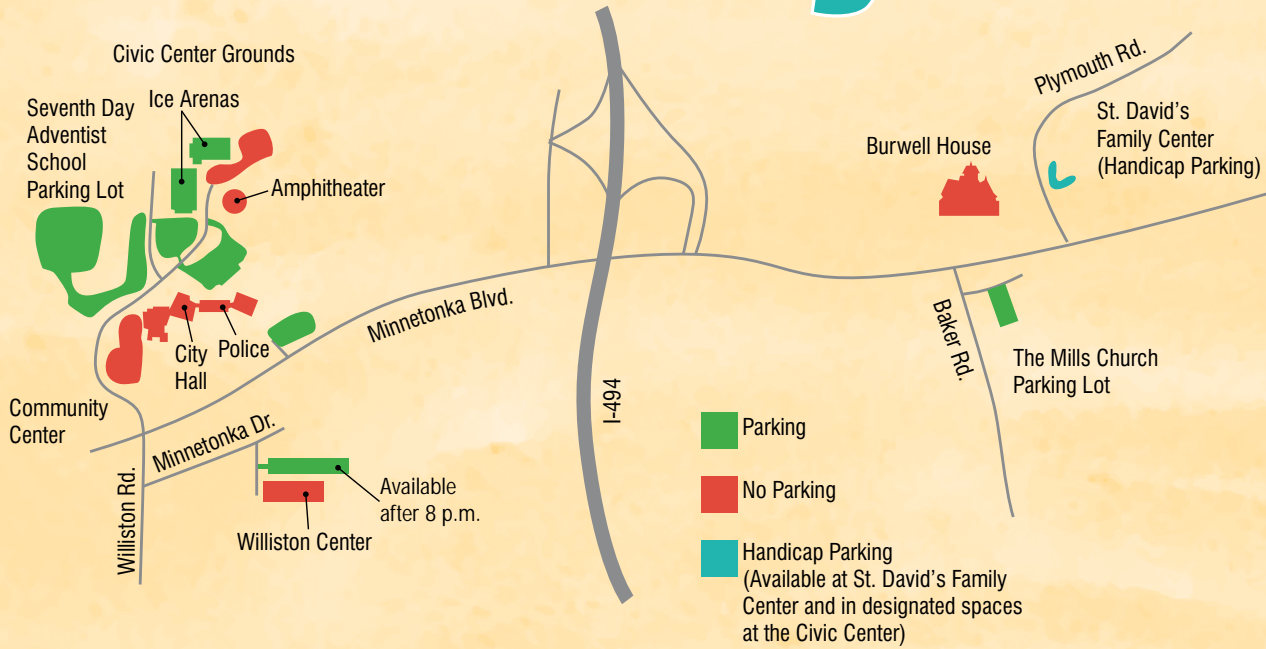 Civic Center Grounds
Seventh Day
Adventist
School
Parking Lot
Ice Arenas
Amphitheater
City
Hall
Police
Community
Center
Minnetonka Blvd.
Minnetonka Dr.
Williston Rd.
Available
after 8 p.m.
Williston Center
I-494
Plymouth Rd.
St. David's
Family Center
(Handicap Parking)
Burwell House
Baker Rd.
The Mills Church
Parking Lot
Parking
No Parking
Handicap Parking
(Available at St. David's Family
Center and in designated spaces
at the Civic Center)